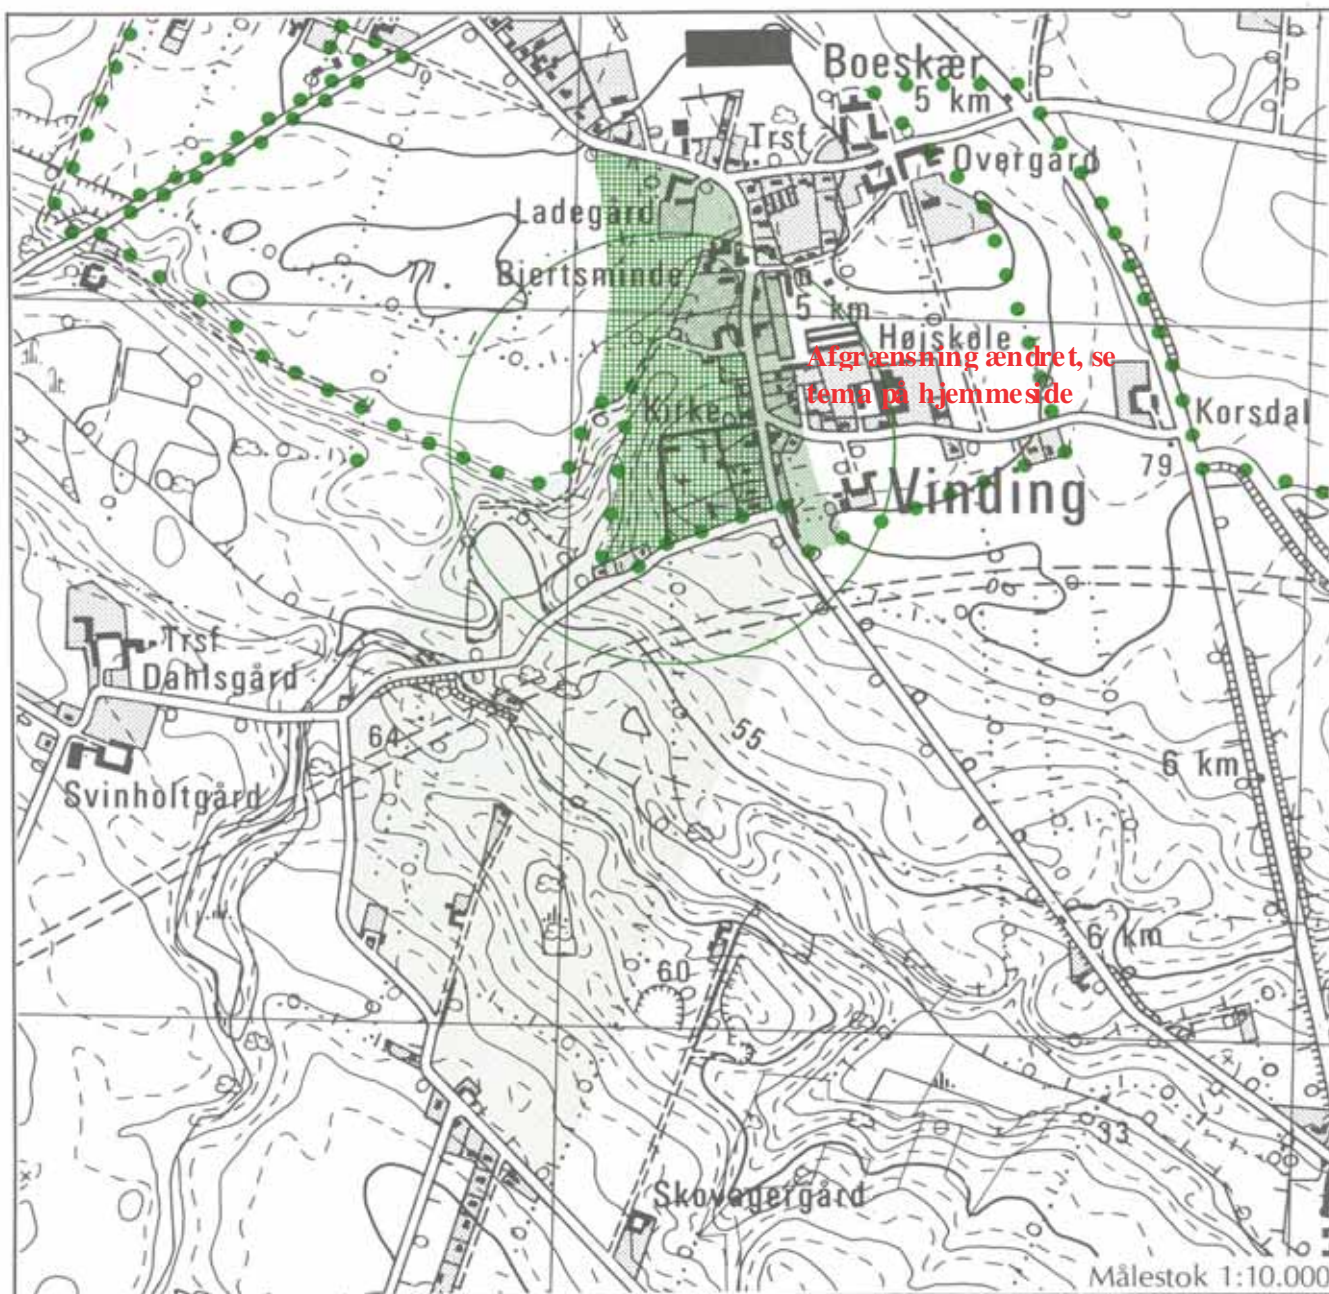 Boeskær
5 km
Trsf
Overgård
Ladegård
Bjertsminde
5 km
Højskole
Afgrænsning ændret, se
tema på hjemmeside
Kirke
Korsdal
79
Vinding
Trsf
Dahlsgård
64
55
6 km
Svinholtgård
6 km
60
33
Skovagergård
Målestok 1:10.000